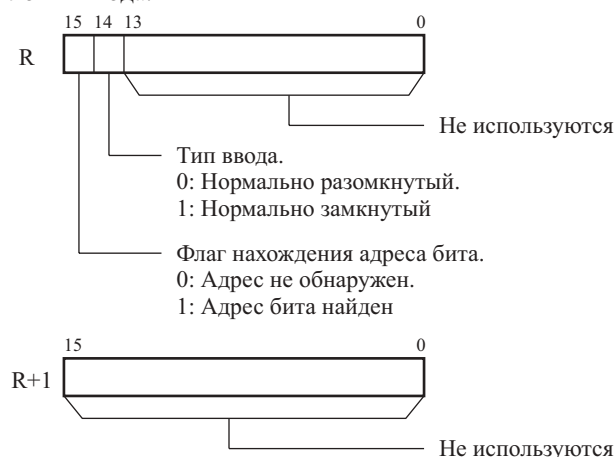 15 14 13 0
R
Не используются
Тип ввода.
0: Нормально разомкнутый.
1: Нормально замкнутый
Флаг нахождения адреса бита.
0: Адрес не обнаружен.
1: Адрес бита найден
15 0
R+1
Не используются